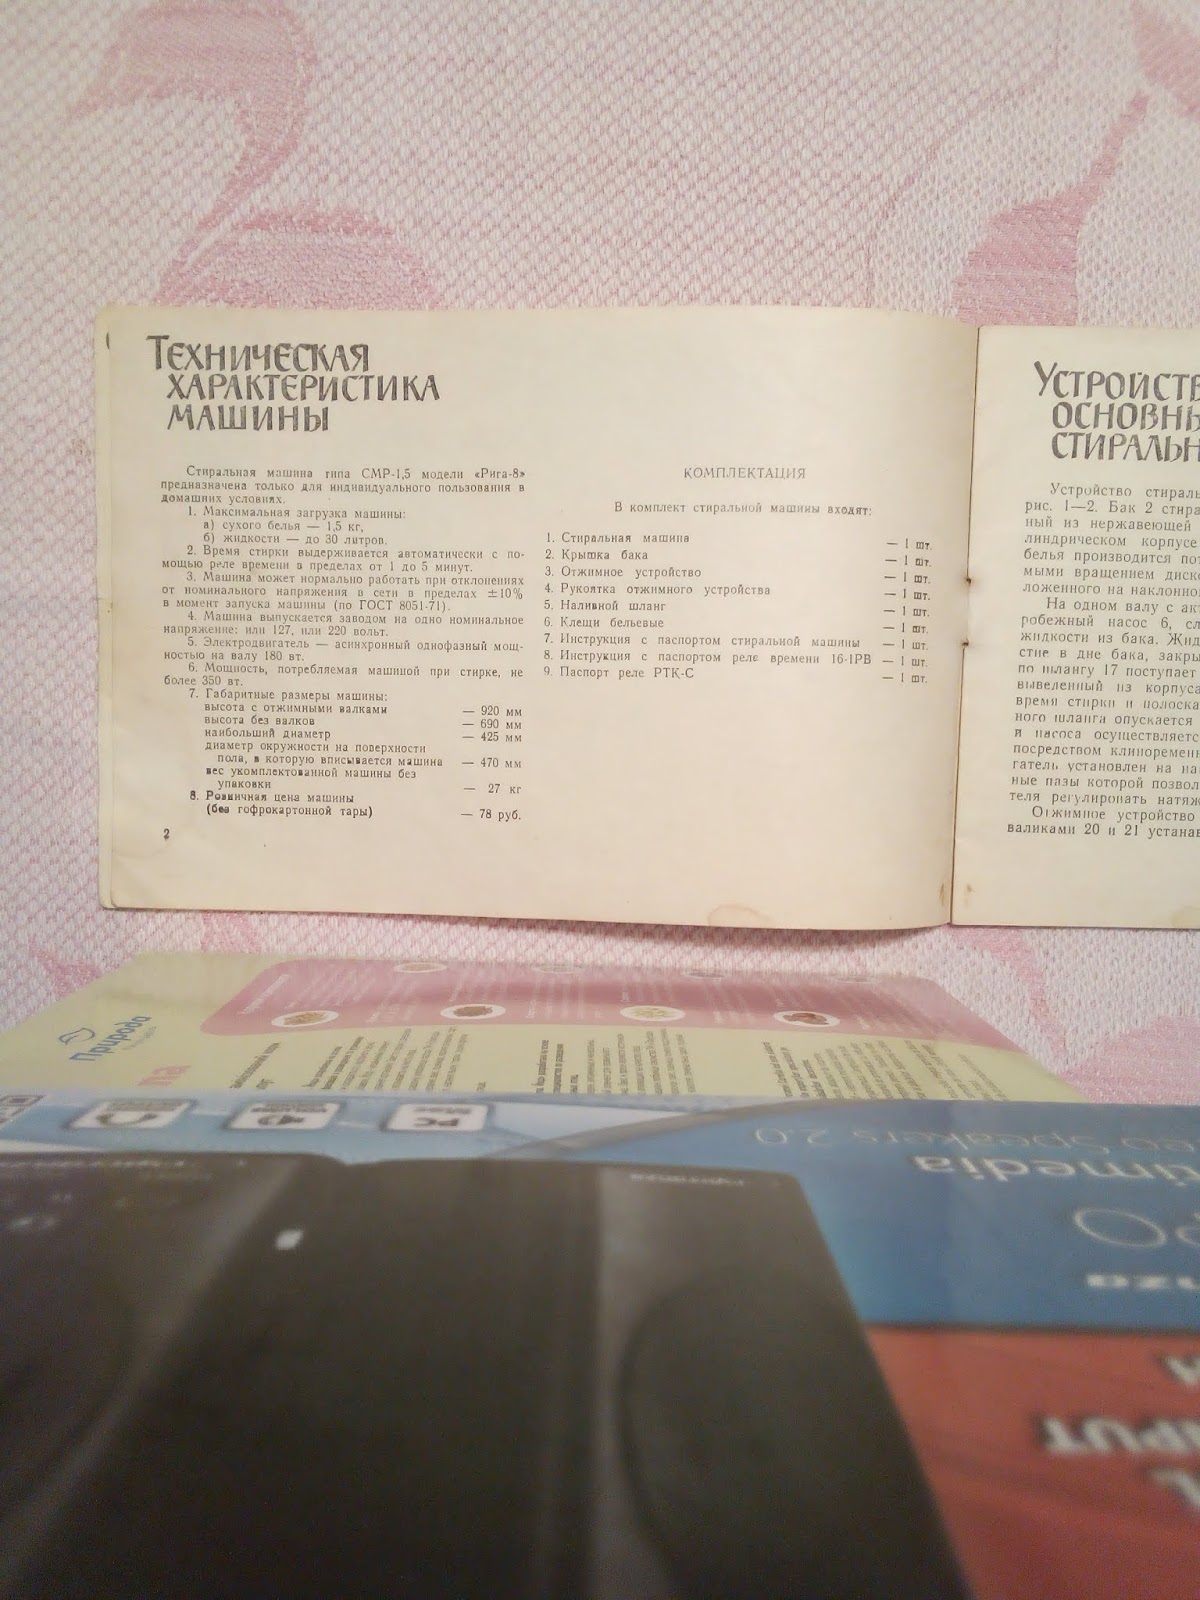 ТЕХНИЧЕСКАЯ
ХАРАКТЕРИСТИКА
МАШИНЫ
Стиральная машина типа СМР-1,5 модели «Рига-8»
предназначена только для индивидуального пользования в
домашних условиях.
1. Максимальная загрузка машины:
а) сухого белья — 1,5 кг,
б) жидкости — до 30 литров.
2. Время стирки выдерживается автоматически с по-
мощью реле времени в пределах от 1 до 5 минут.
3. Машина может нормально работать при отклонениях
от номинального напряжения в сети в пределах ±10%
в момент запуска машины (по ГОСТ 8051-71).
4. Машина выпускается заводом на одно номинальное
напряжение: или 127, или 220 вольт.
5. Электродвигатель — асинхронный однофазный мощ-
ностью на валу 180 вт.
6. Мощность, потребляемая машиной при стирке, не
более 350 вт.
7. Габаритные размеры машины:
высота с отжимными валками — 920 мм
высота без валков — 690 мм
наибольший диаметр — 425 мм
диаметр окружности на поверхности
пола, в которую вписывается машина — 470 мм
вес укомплектованной машины без
упаковки — 27 кг
8. Розничная цена машины
(без гофрокартонной тары) — 78 руб.
2
КОМПЛЕКТАЦИЯ
В комплект стиральной машины входят:
1. Стиральная машина — 1 шт.
2. Крышка бака — 1 шт.
3. Отжимное устройство — 1 шт.
4. Рукоятка отжимного устройства — 1 шт.
5. Наливной шланг — 1 шт.
6. Клещи бельевые — 1 шт.
7. Инструкция с паспортом стиральной машины — 1 шт.
8. Инструкция с паспортом реле времени 16-1РВ — 1 шт.
9. Паспорт реле РТК-С — 1 шт.
УСТРОЙСТВ
ОСНОВНЫ
СТИРАЛЬН
Устройство стираль
рис. 1—2. Бак 2 стира
ный из нержавеющей
линдрическом корпусе
белья производится пот
мыми вращением диск
ложенного на наклонно
На одном валу с акт
робежный насос 6, сл
жидкости из бака. Жид
стие в дне бака, закры
по шлангу 17 поступает
выведенный из корпуса
время стирки и полоска
ного шланга опускается
и насоса осуществляетс
посредством клиноремен
гатель установлен на на
ные пазы которой позвол
теля регулировать натяж
Отжимное устройство
валиками 20 и 21 устанав
Природа
eo Speakers 2.0
timedia
NPUT